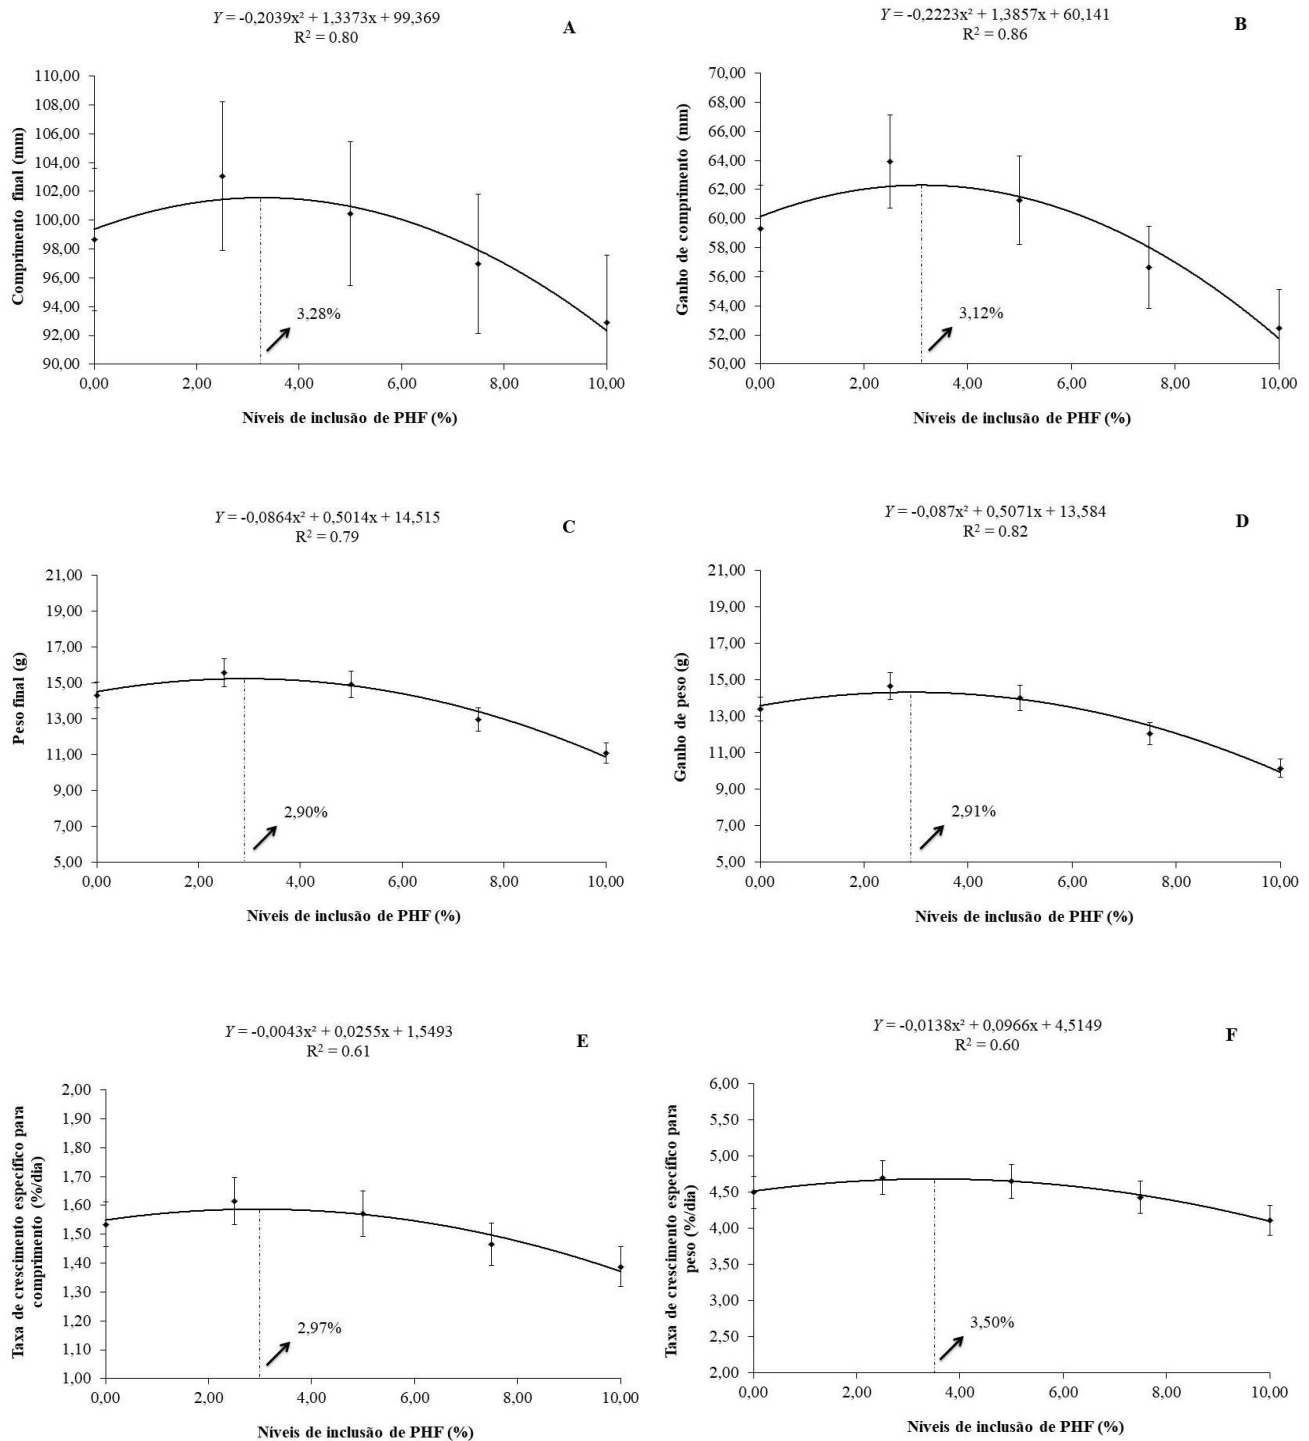 Y = -0,2039x² + 1,3373x + 99,369
R² = 0.80
A
110,00
108,00
106,00
104,00
102,00
100,00
98,00
96,00
94,00
92,00
90,00
Comprimento final (mm)
3,28%
0,00 2,00 4,00 6,00 8,00 10,00
Níveis de inclusão de PHF (%)
Y = -0,2223x² + 1,3857x + 60,141
R² = 0.86
B
70,00
68,00
66,00
64,00
62,00
60,00
58,00
56,00
54,00
52,00
50,00
Ganho de comprimento (mm)
3,12%
0,00 2,00 4,00 6,00 8,00 10,00
Níveis de inclusão de PHF (%)
Y = -0,0864x² + 0,5014x + 14,515
R² = 0.79
C
21,00
19,00
17,00
15,00
13,00
11,00
9,00
7,00
5,00
Peso final (g)
2,90%
0,00 2,00 4,00 6,00 8,00 10,00
Níveis de inclusão de PHF (%)
Y = -0,087x² + 0,5071x + 13,584
R² = 0.82
D
21,00
19,00
17,00
15,00
13,00
11,00
9,00
7,00
5,00
Ganho de peso (g)
2,91%
0,00 2,00 4,00 6,00 8,00 10,00
Níveis de inclusão de PHF (%)
Y = -0,0043x² + 0,0255x + 1,5493
R² = 0.61
E
2,00
1,90
1,80
1,70
1,60
1,50
1,40
1,30
1,20
1,10
1,00
Taxa de crescimento específico para
comprimento (%/dia)
2,97%
0,00 2,00 4,00 6,00 8,00 10,00
Níveis de inclusão de PHF (%)
Y = -0,0138x² + 0,0966x + 4,5149
R² = 0.60
F
6,00
5,50
5,00
4,50
4,00
3,50
3,00
2,50
2,00
Taxa de crescimento específico para
peso (%/dia)
3,50%
0,00 2,00 4,00 6,00 8,00 10,00
Níveis de inclusão de PHF (%)